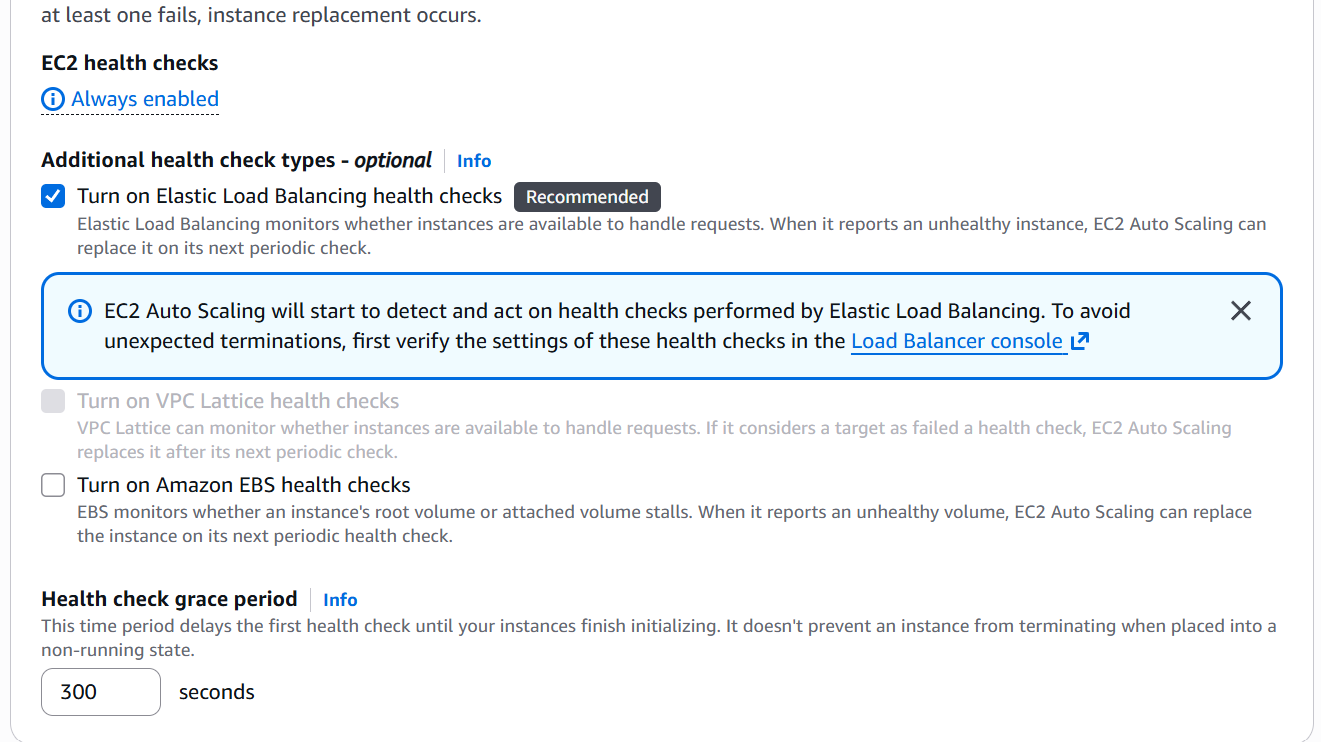 at least one fails, instance replacement occurs.
EC2 health checks
Always enabled
Additional health check types - optional Info
Turn on Elastic Load Balancing health checks Recommended
Elastic Load Balancing monitors whether instances are available to handle requests. When it reports an unhealthy instance, EC2 Auto Scaling can
replace it on its next periodic check.
EC2 Auto Scaling will start to detect and act on health checks performed by Elastic Load Balancing. To avoid
unexpected terminations, first verify the settings of these health checks in the Load Balancer console
Turn on VPC Lattice health checks
VPC Lattice can monitor whether instances are available to handle requests. If it considers a target as failed a health check, EC2 Auto Scaling
replaces it after its next periodic check.
Turn on Amazon EBS health checks
EBS monitors whether an instance's root volume or attached volume stalls. When it reports an unhealthy volume, EC2 Auto Scaling can replace
the instance on its next periodic health check.
Health check grace period Info
This time period delays the first health check until your instances finish initializing. It doesn't prevent an instance from terminating when placed into a
non-running state.
300 seconds